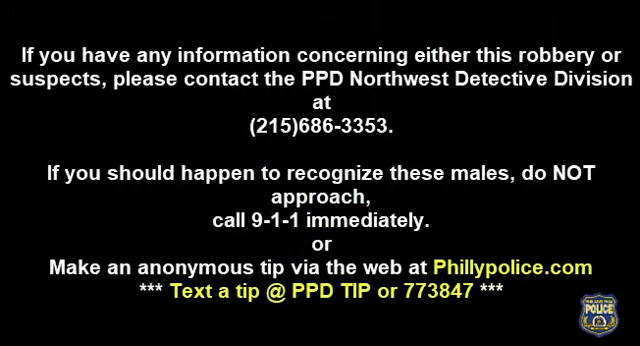 If you have any information concerning either this robbery or
suspects, please contact the PPD Northwest Detective Division
at
(215)686-3353.
If you should happen to recognize these males, do NOT
approach,
call 9-1-1 immediately.
or
Make an anonymous tip via the web at Phillypolice.com
*** Text a tip @ PPD TIP or 773847 ***
POLICE